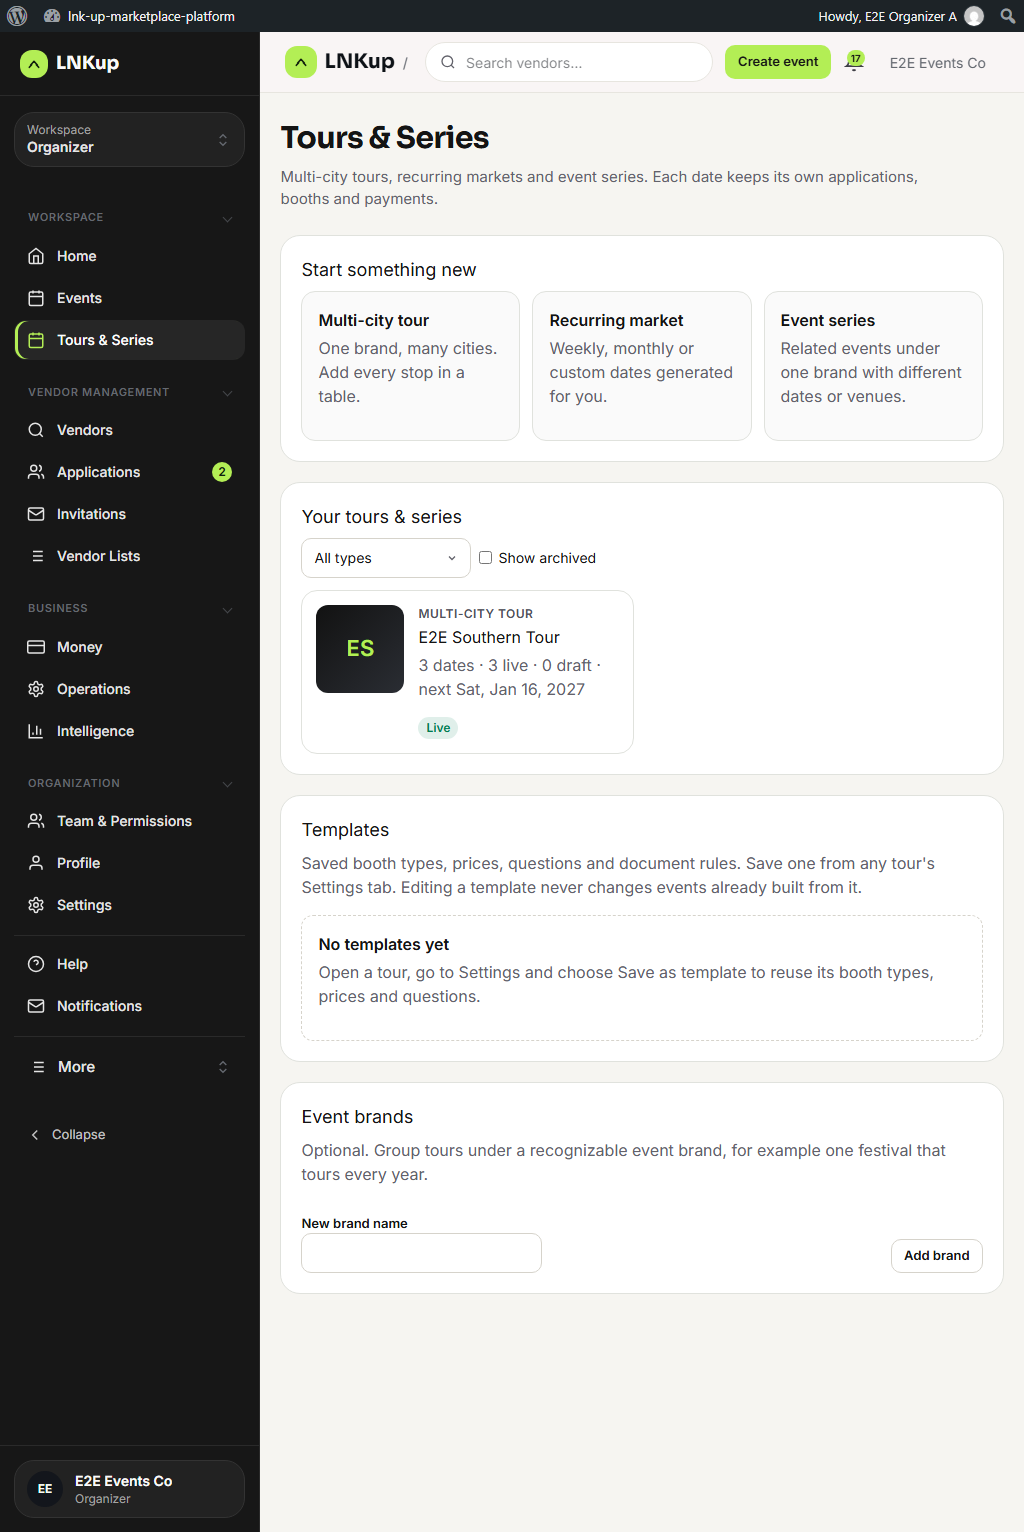 lnk-up-marketplace-platform
Howdy, E2E Organizer A
LNKup
LNKup /
Search vendors...
Create event
17
E2E Events Co
Workspace
Organizer
WORKSPACE
Home
Events
Tours & Series
VENDOR MANAGEMENT
Vendors
Applications
2
Invitations
Vendor Lists
BUSINESS
Money
Operations
Intelligence
ORGANIZATION
Team & Permissions
Profile
Settings
Help
Notifications
More
Collapse
EE
E2E Events Co
Organizer
Tours & Series
Multi-city tours, recurring markets and event series. Each date keeps its own applications,
booths and payments.
Start something new
Multi-city tour
One brand, many cities.
Add every stop in a
table.
Recurring market
Weekly, monthly or
custom dates generated
for you.
Event series
Related events under
one brand with different
dates or venues.
Your tours & series
All types
Show archived
ES
MULTI-CITY TOUR
E2E Southern Tour
3 dates · 3 live · 0 draft ·
next Sat, Jan 16, 2027
Live
Templates
Saved booth types, prices, questions and document rules. Save one from any tour's
Settings tab. Editing a template never changes events already built from it.
No templates yet
Open a tour, go to Settings and choose Save as template to reuse its booth types,
prices and questions.
Event brands
Optional. Group tours under a recognizable event brand, for example one festival that
tours every year.
New brand name
Add brand